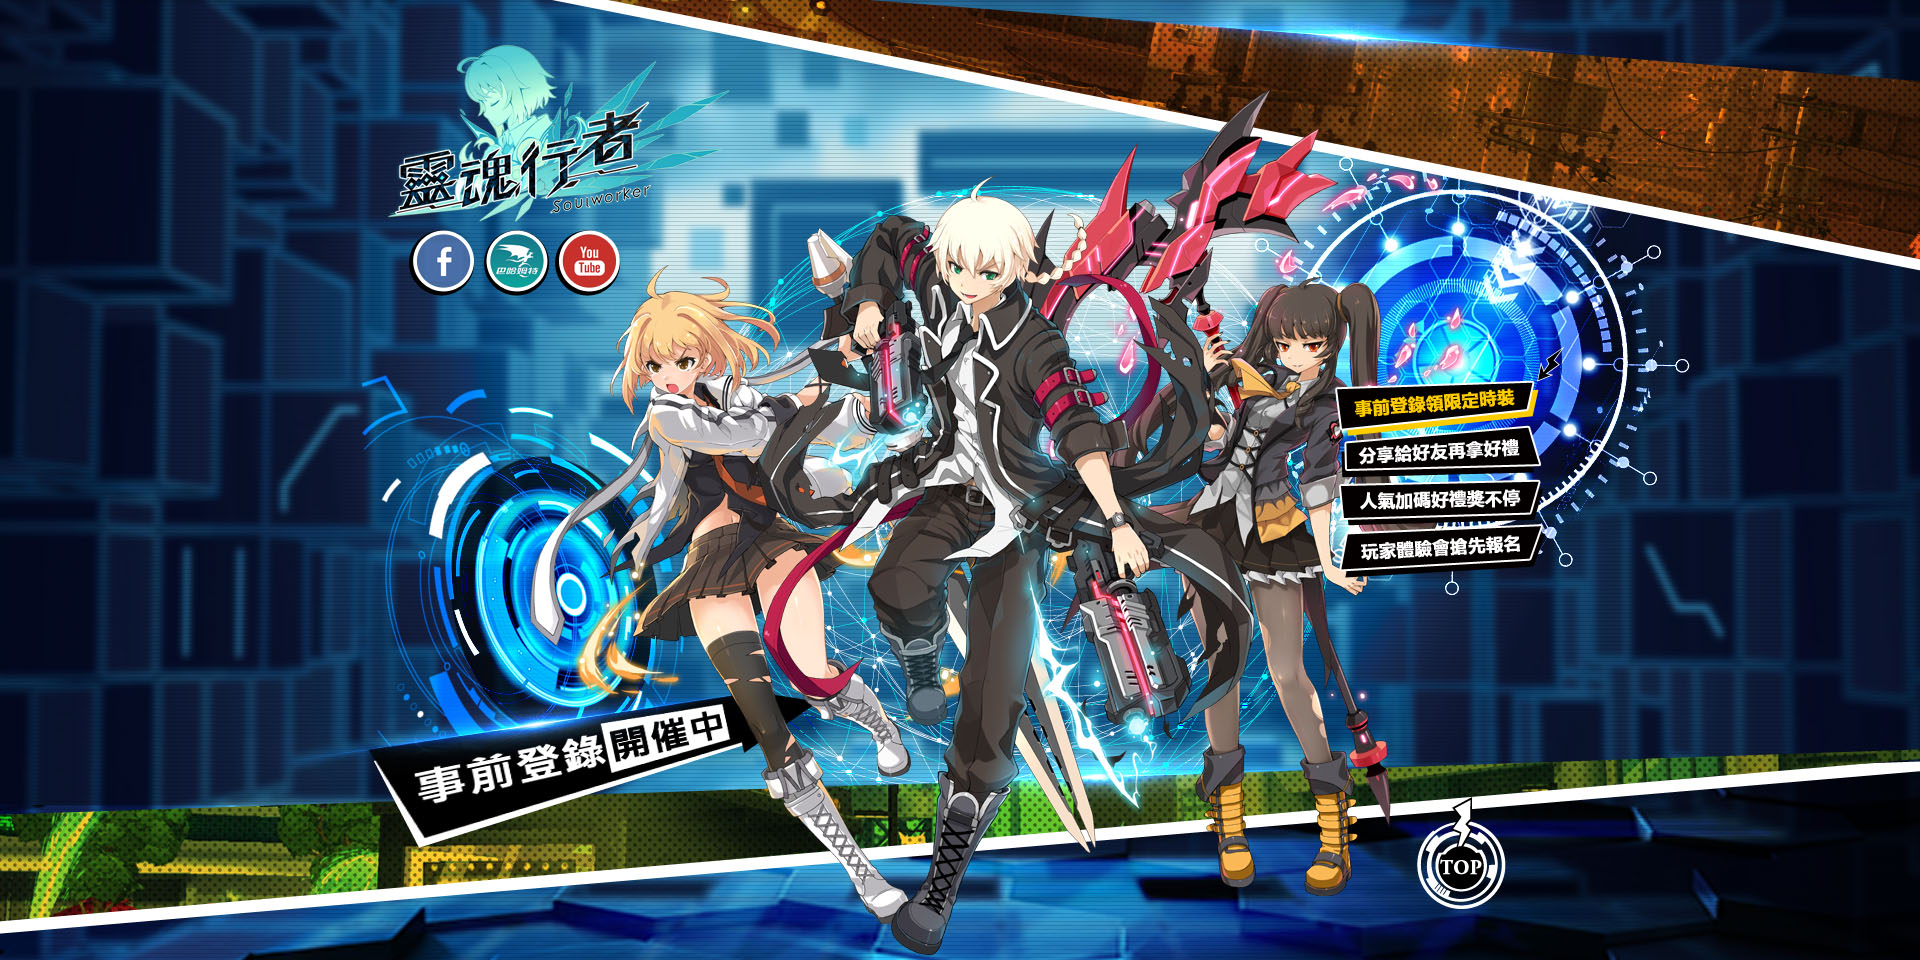 靈魂行者
Soulworker
f
巴哈姆特
You
Tube
事前登錄領限定時裝
分享給好友再拿好禮
人氣加碼好禮獎不停
玩家體驗會搶先報名
事前登錄開催中
TOP